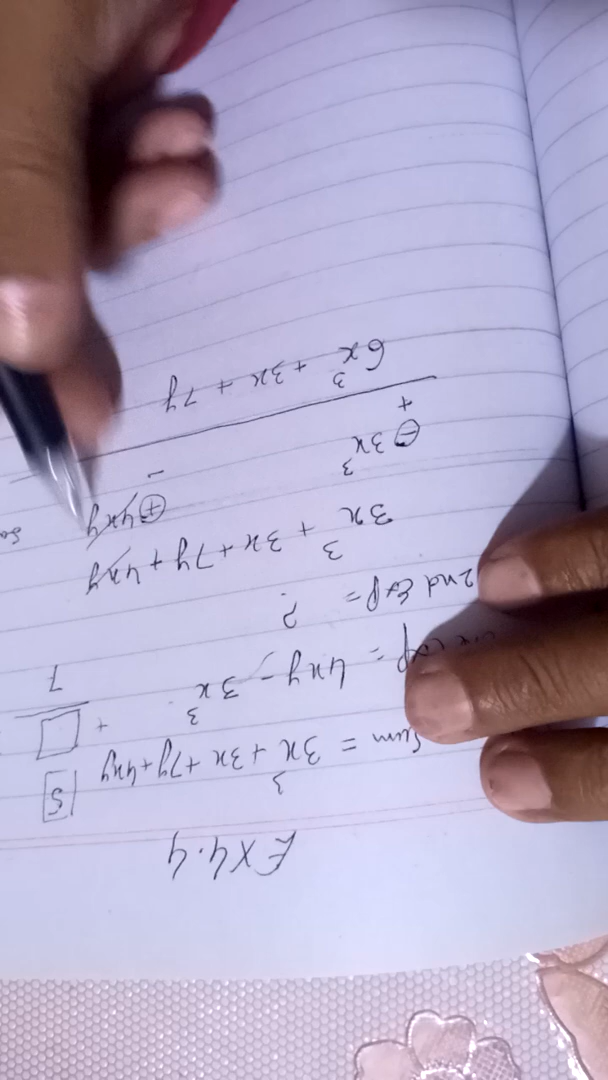 Ex 4.4
Sum = 3x³ + 3x + 7y + 4xy
exp = 4xy - 3x³
2nd Exp = ?
5
+ □
7
3x³ + 3x + 7y + 4xy
⊖ 3x³ ⊕ 4xy
+ -
6x³ + 3x + 7y